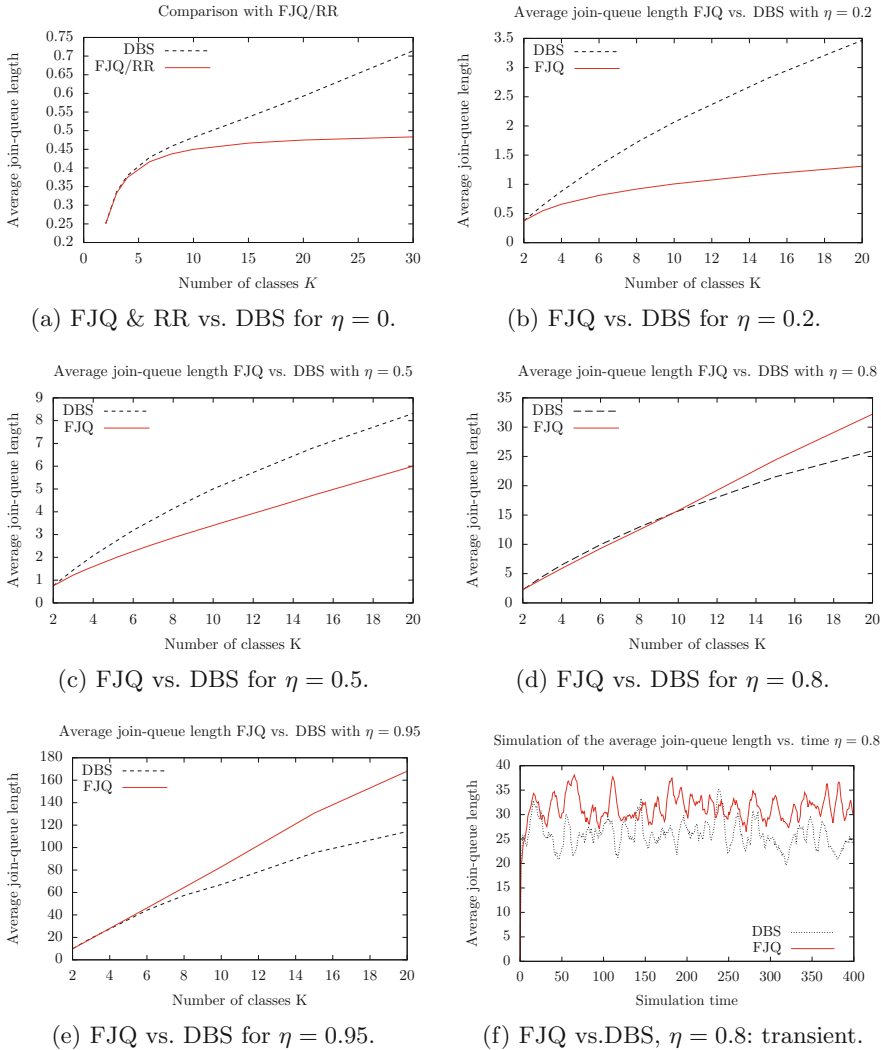 Comparison with FJQ/RR
Average join-queue length
0.75
0.7
0.65
0.6
0.55
0.5
0.45
0.4
0.35
0.3
0.25
0.2
DBS
FJQ/RR
0 5 10 15 20 25 30
Number of classes K
(a) FJQ & RR vs. DBS for η = 0.
Average join-queue length FJQ vs. DBS with η = 0.2
Average join-queue length
3.5
3
2.5
2
1.5
1
0.5
0
DBS
FJQ
2 4 6 8 10 12 14 16 18 20
Number of classes K
(b) FJQ vs. DBS for η = 0.2.
Average join-queue length FJQ vs. DBS with η = 0.5
Average join-queue length
9
8
7
6
5
4
3
2
1
0
DBS
FJQ
2 4 6 8 10 12 14 16 18 20
Number of classes K
(c) FJQ vs. DBS for η = 0.5.
Average join-queue length FJQ vs. DBS with η = 0.8
Average join-queue length
35
30
25
20
15
10
5
0
DBS
FJQ
2 4 6 8 10 12 14 16 18 20
Number of classes K
(d) FJQ vs. DBS for η = 0.8.
Average join-queue length FJQ vs. DBS with η = 0.95
Average join-queue length
180
160
140
120
100
80
60
40
20
0
DBS
FJQ
2 4 6 8 10 12 14 16 18 20
Number of classes K
(e) FJQ vs. DBS for η = 0.95.
Simulation of the average join-queue length vs. time η = 0.8
Average join-queue length
40
35
30
25
20
15
10
5
0
DBS
FJQ
0 50 100 150 200 250 300 350 400
Simulation time
(f) FJQ vs.DBS, η = 0.8: transient.